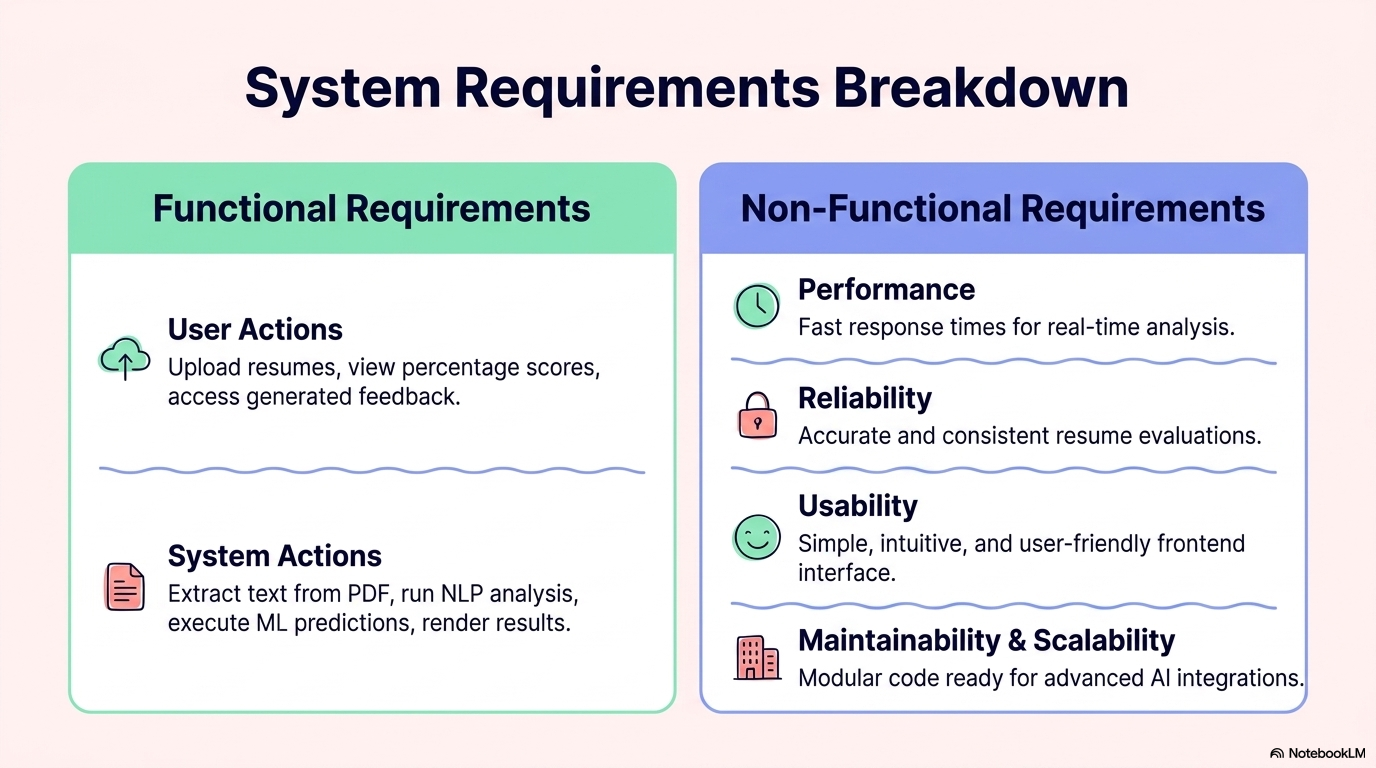 System Requirements Breakdown
Functional Requirements
User Actions
Upload resumes, view percentage scores,
access generated feedback.
System Actions
Extract text from PDF, run NLP analysis,
execute ML predictions, render results.
Non-Functional Requirements
Performance
Fast response times for real-time analysis.
Reliability
Accurate and consistent resume evaluations.
Usability
Simple, intuitive, and user-friendly frontend
interface.
Maintainability & Scalability
Modular code ready for advanced AI integrations.
NotebookLM